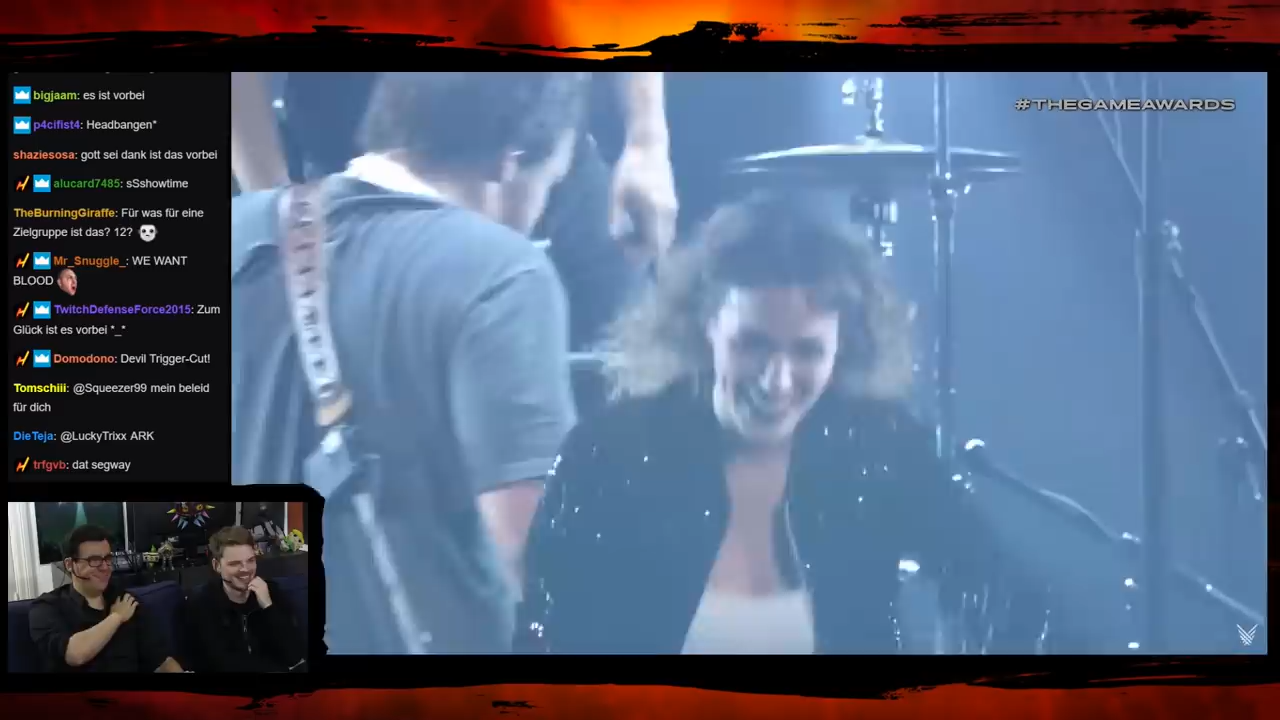 bigjaam: es ist vorbei
p4cifist4: Headbangen*
shaziesosa: gott sei dank ist das vorbei
alucard7485: sSshowtime
TheBurningGiraffe: Für was für eine
Zielgruppe ist das? 12?
Mr_Snuggle_: WE WANT
BLOOD
TwitchDefenseForce2015: Zum
Glück ist es vorbei *_*
Domodono: Devil Trigger-Cut!
Tomschiii: @Squeezer99 mein beleid
für dich
DieTeja: @LuckyTrixx ARK
trfgvb: dat segway
#THEGAMEAWARDS